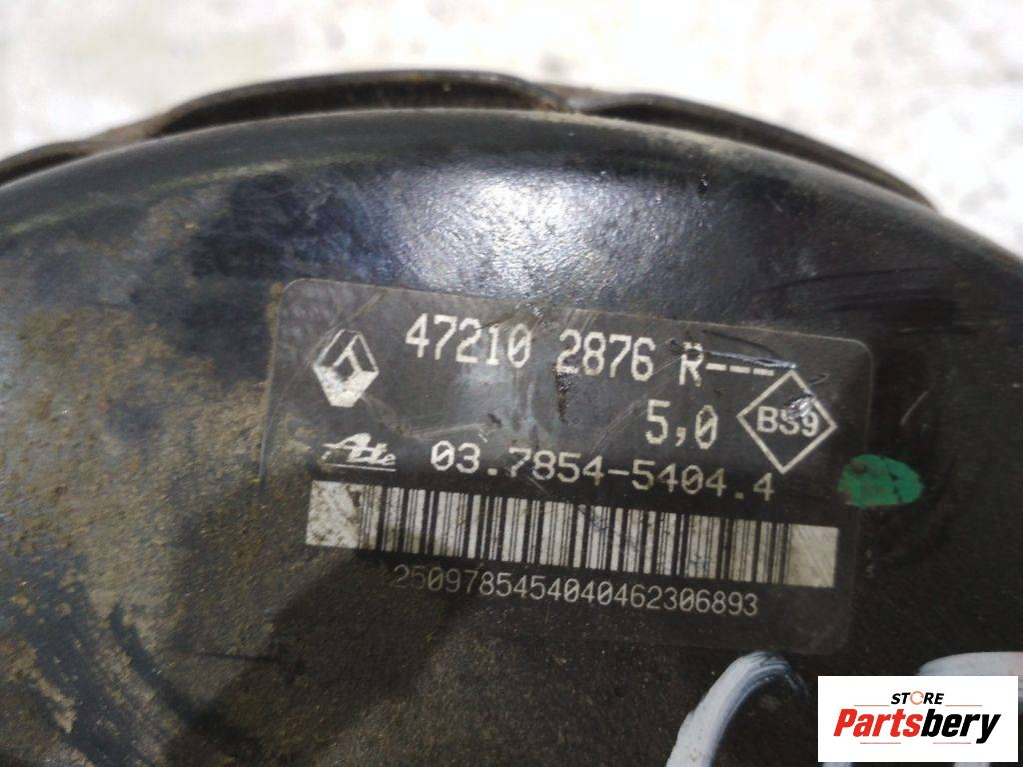 47210 2876 R---
5,0
BS9
Ate 03.7854-5404.4
2509785454040462306893
STORE
Partsbery